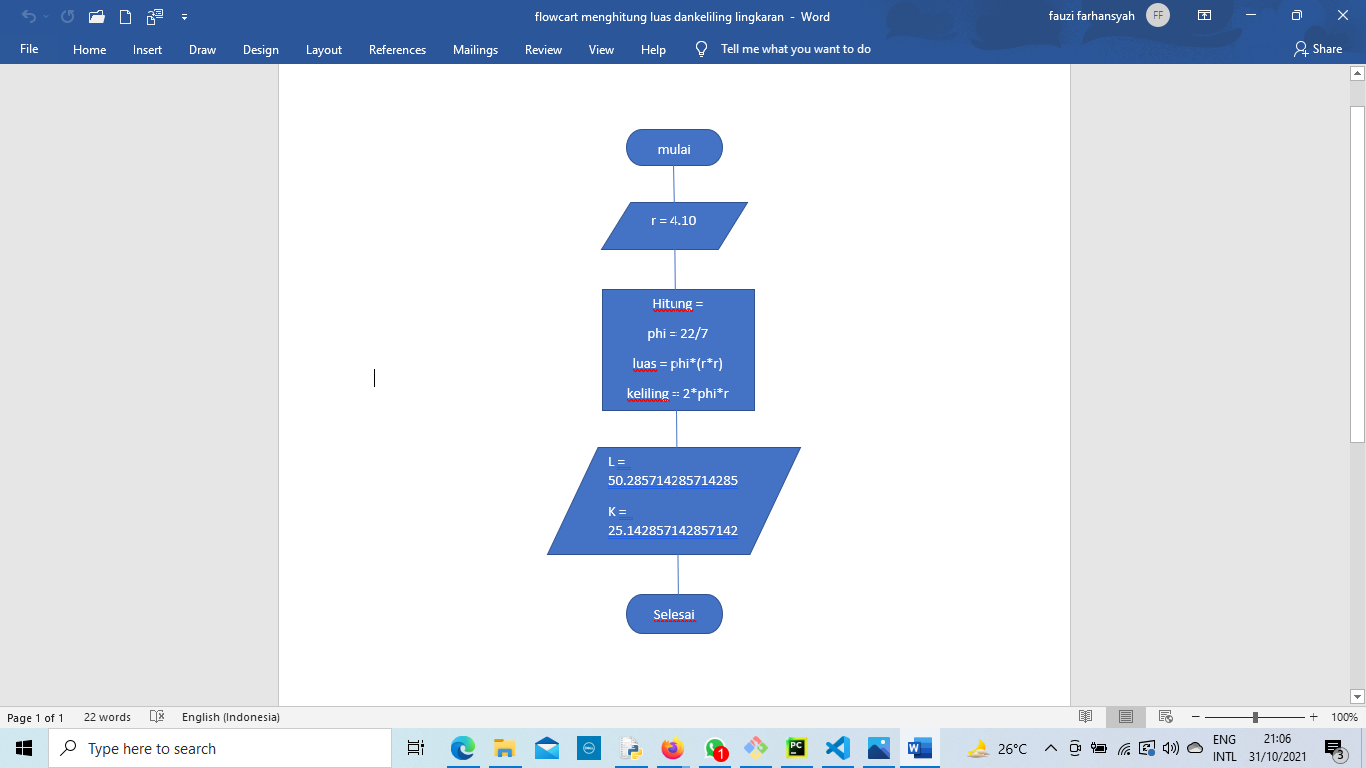 flowcart menghitung luas dankeliling lingkaran - Word
fauzi farhansyah
FF
File
Home
Insert
Draw
Design
Layout
References
Mailings
Review
View
Help
Tell me what you want to do
Share
mulai
r = 4.10
Hitung =
phi = 22/7
luas = phi*(r*r)
keliling = 2*phi*r
L =
50.285714285714285
K =
25.142857142857142
Selesai
Page 1 of 1
22 words
English (Indonesia)
100%
Type here to search
DELL
PC
1
W
26°C
ENG
INTL
21:06
31/10/2021
3